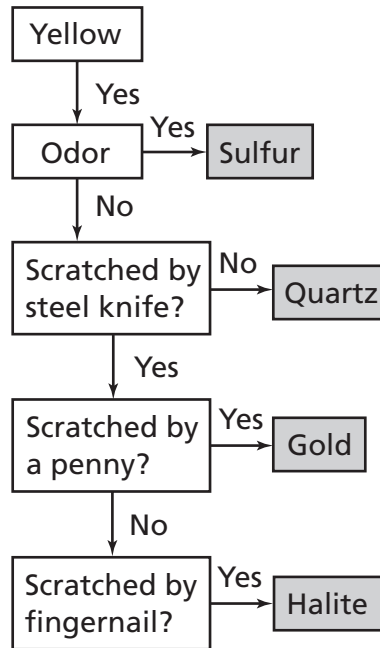 Yellow
Yes
Odor
Yes
Sulfur
No
Scratched by
steel knife?
No
Quartz
Yes
Scratched by
a penny?
Yes
Gold
No
Scratched by
fingernail?
Yes
Halite